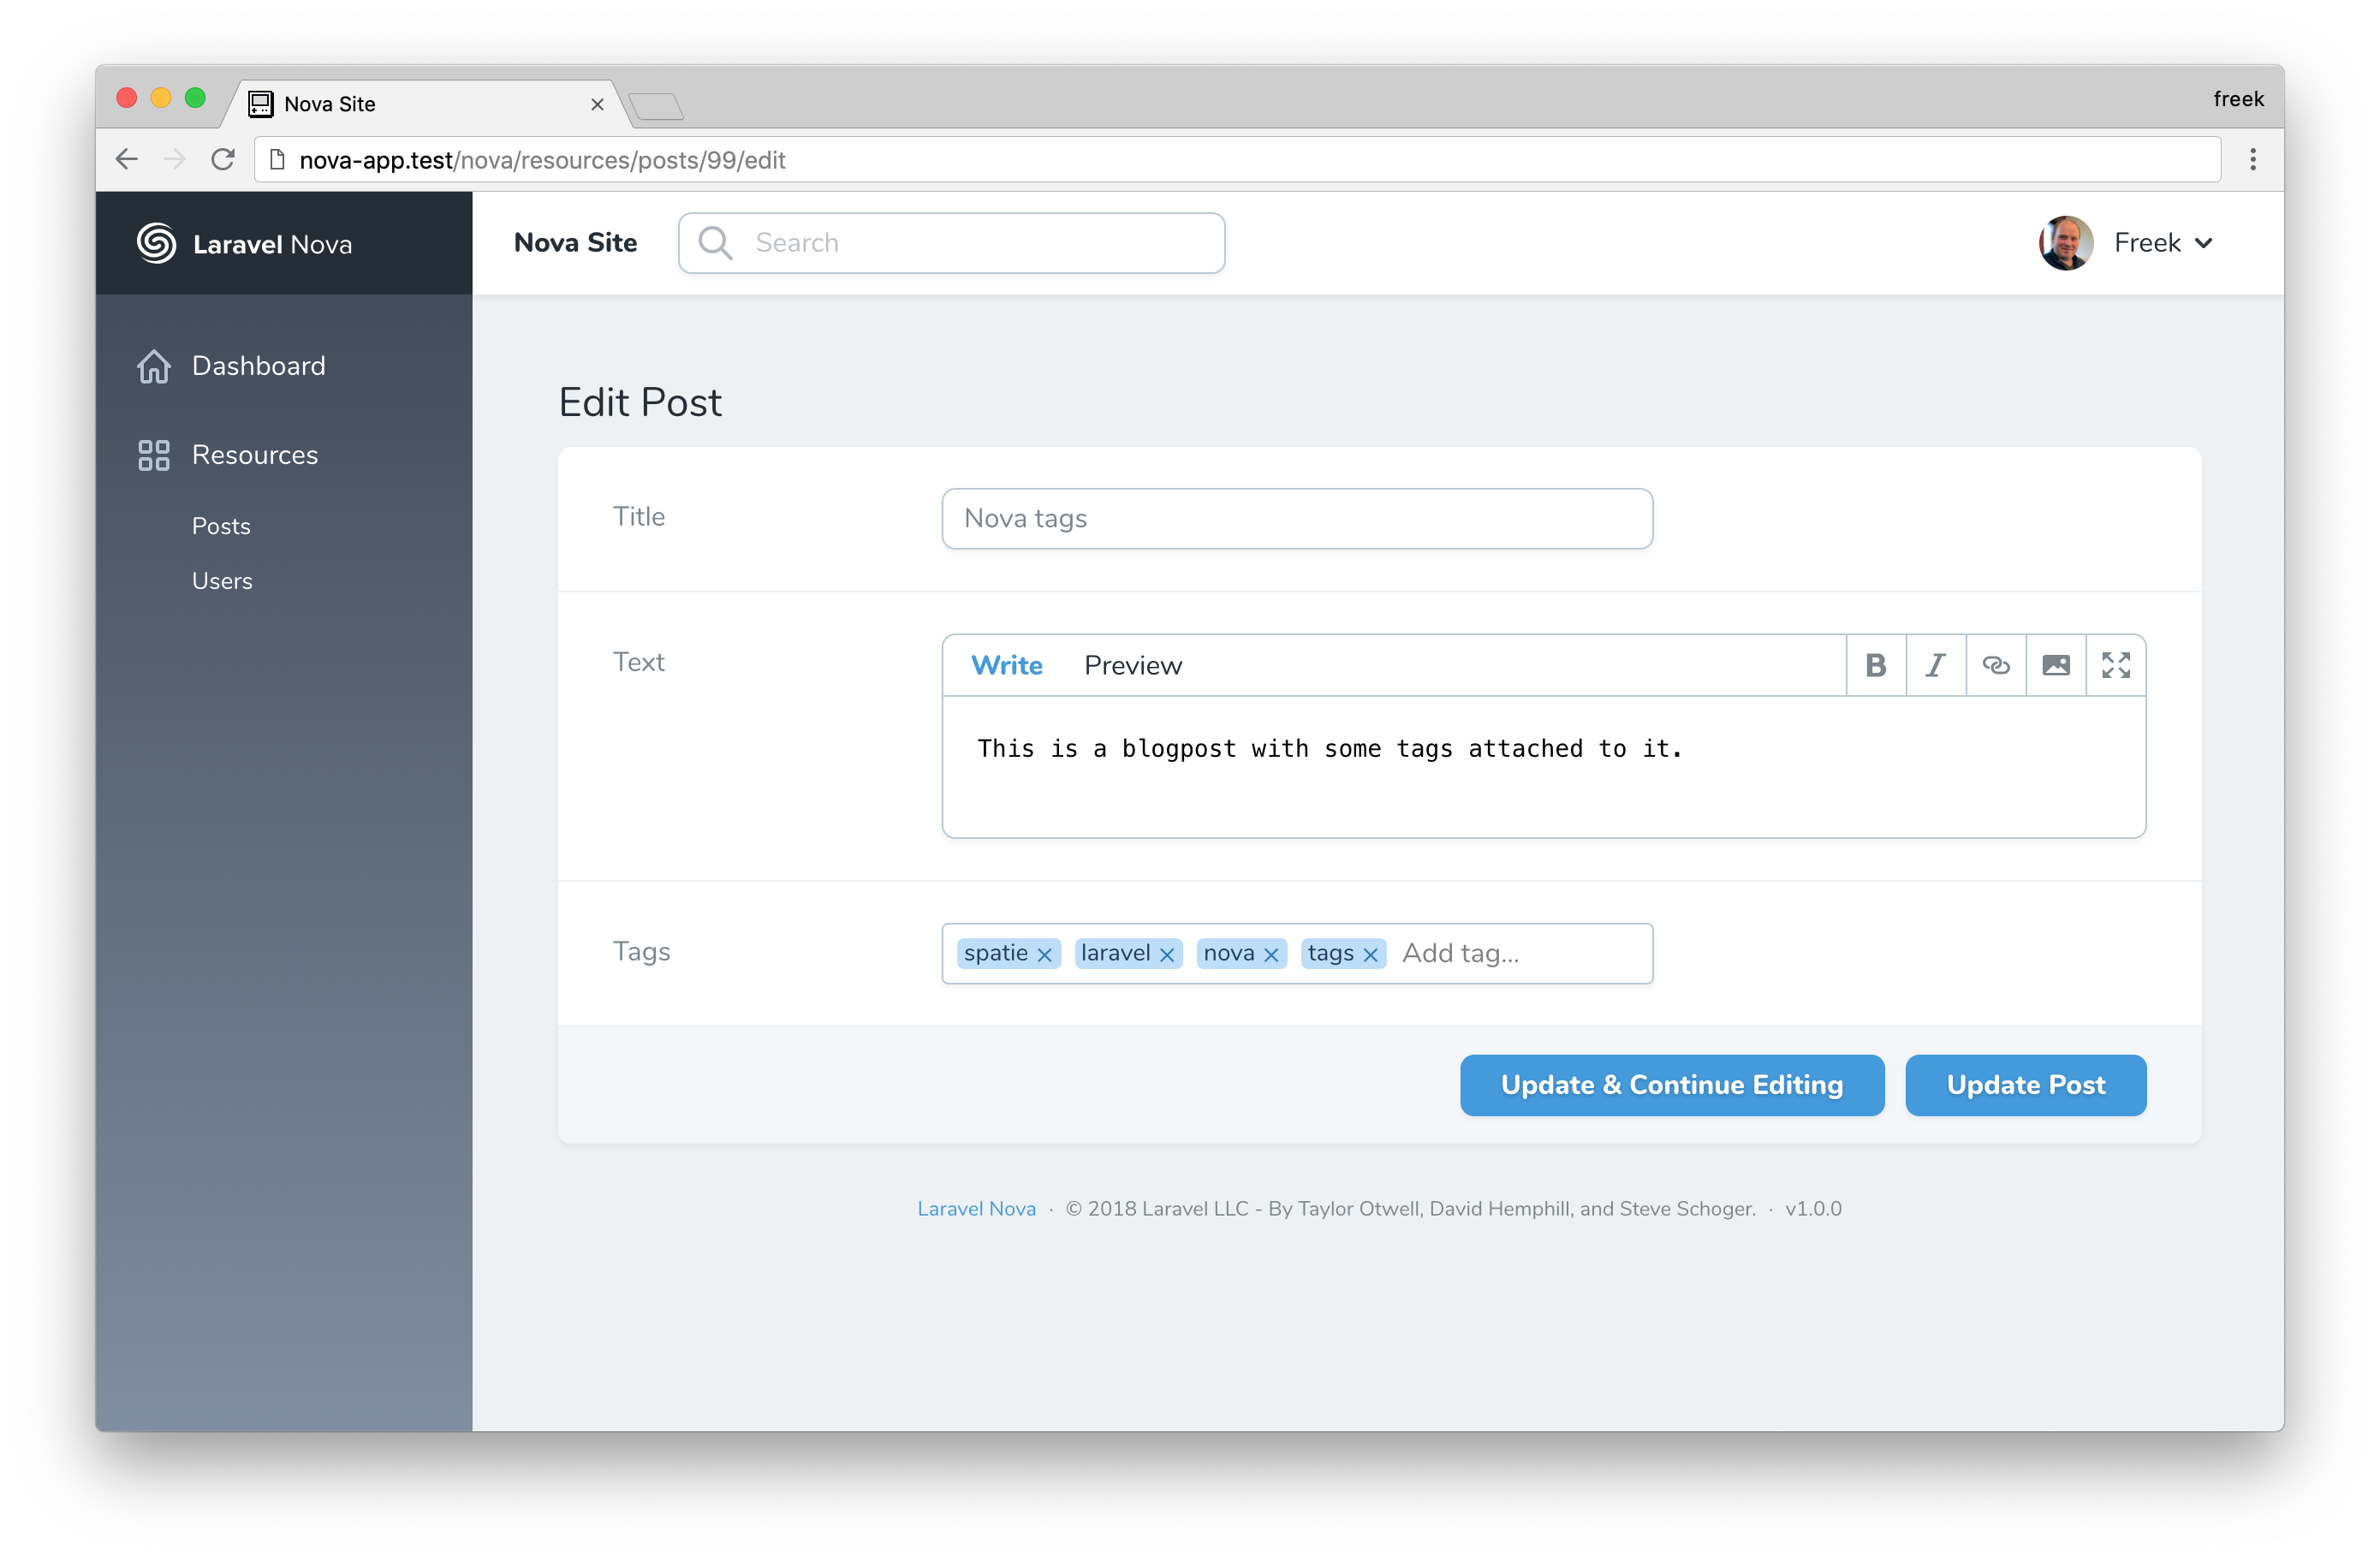 Nova Site
freek
nova-app.test/nova/resources/posts/99/edit
Laravel Nova
Nova Site
Search
Freek
Dashboard
Resources
Posts
Users
Edit Post
Title
Nova tags
Text
Write Preview
B I
This is a blogpost with some tags attached to it.
Tags
spatie × laravel × nova × tags × Add tag...
Update & Continue Editing
Update Post
Laravel Nova · © 2018 Laravel LLC - By Taylor Otwell, David Hemphill, and Steve Schoger. · v1.0.0